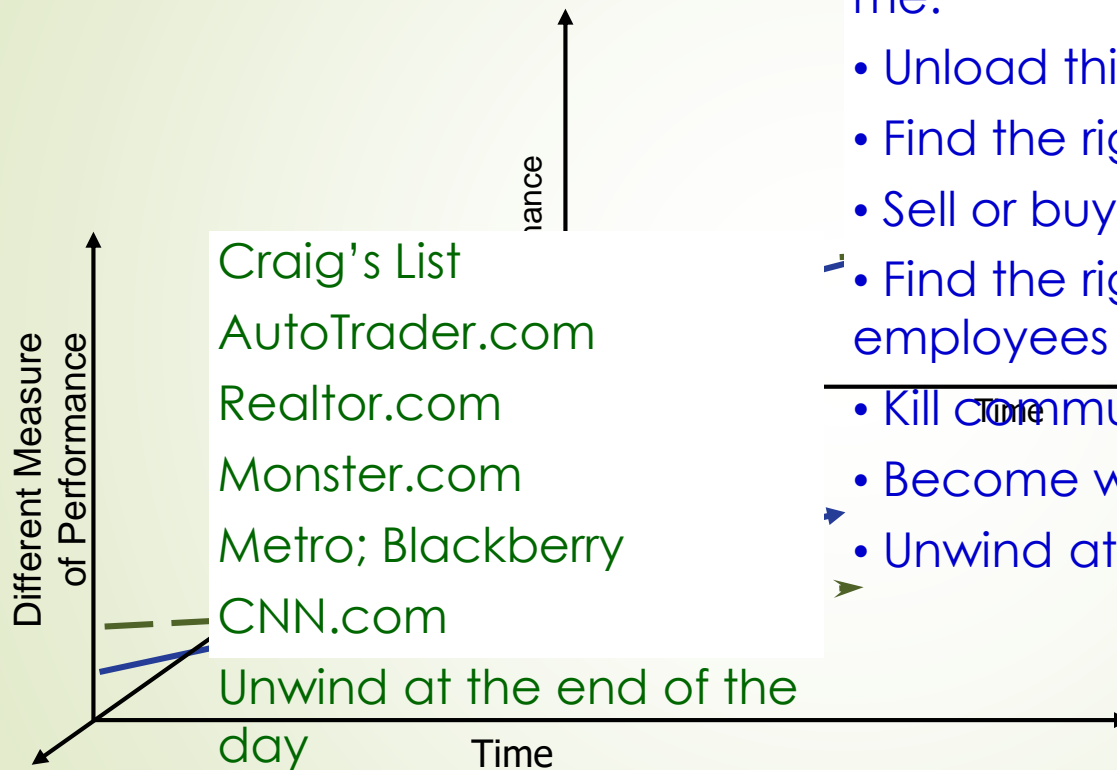 me:
• Unload thi
• Find the rig
• Sell or buy
• Find the rig
employees
• Kill commu
• Become w
• Unwind at
Time
ance
Craig's List
AutoTrader.com
Realtor.com
Monster.com
Metro; Blackberry
CNN.com
Unwind at the end of the
day
Different Measure
of Performance
Time